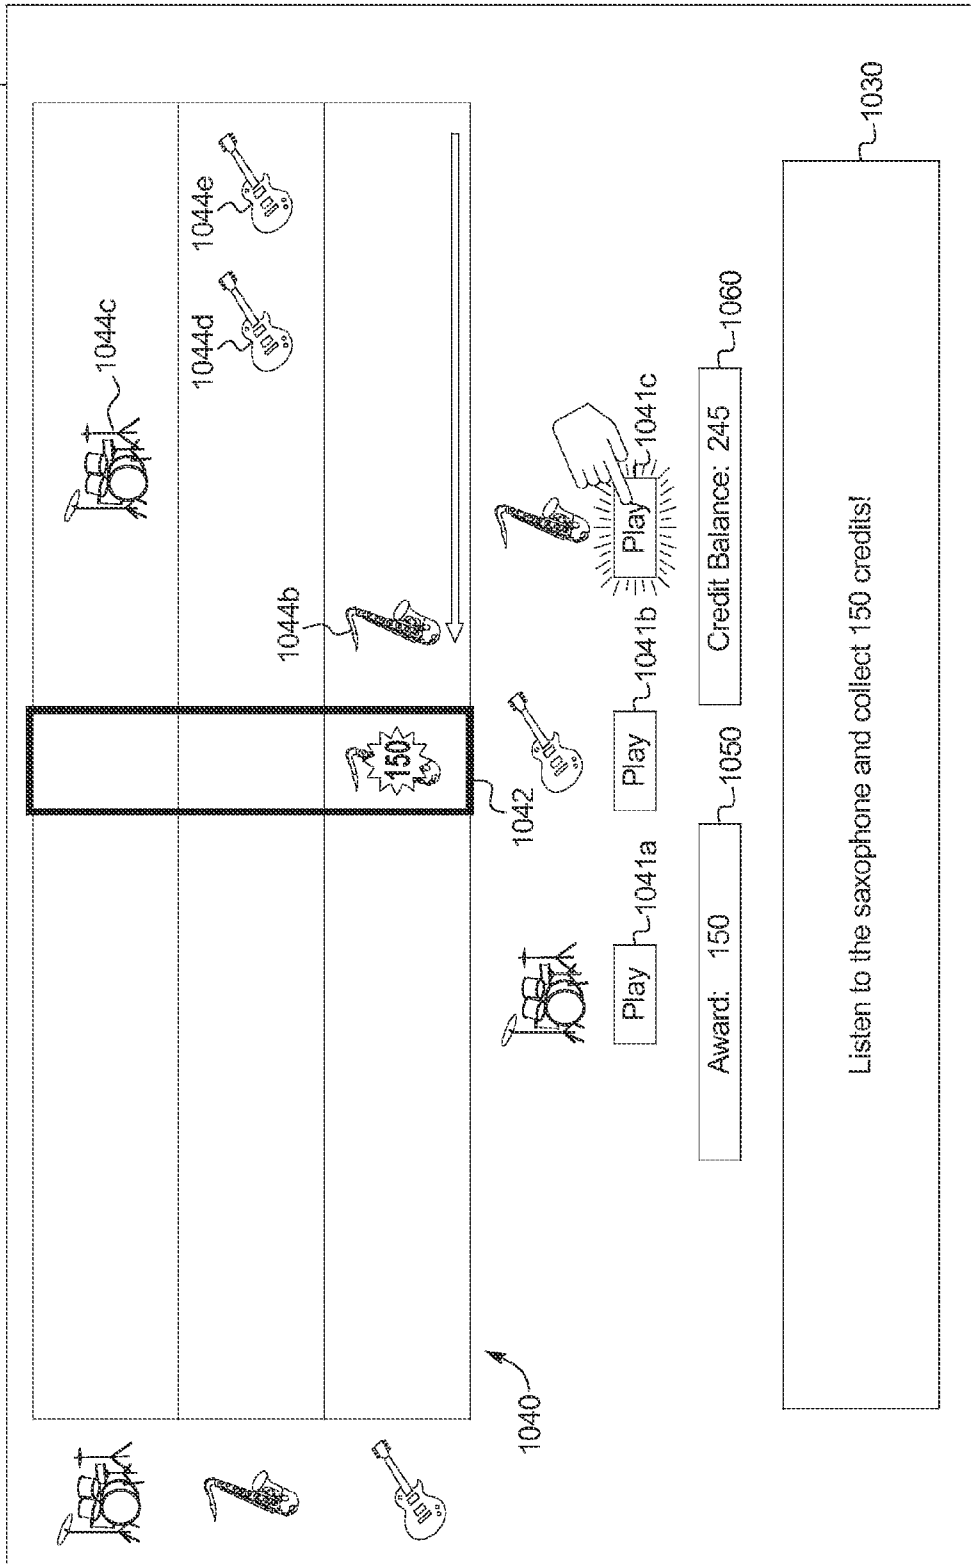 1044c
1044e
1044d
1044b
150
1042
1040
Play
1041a
Play
1041b
Play
1041c
Award: 150
1050
Credit Balance: 245
1060
1030
Listen to the saxophone and collect 150 credits!